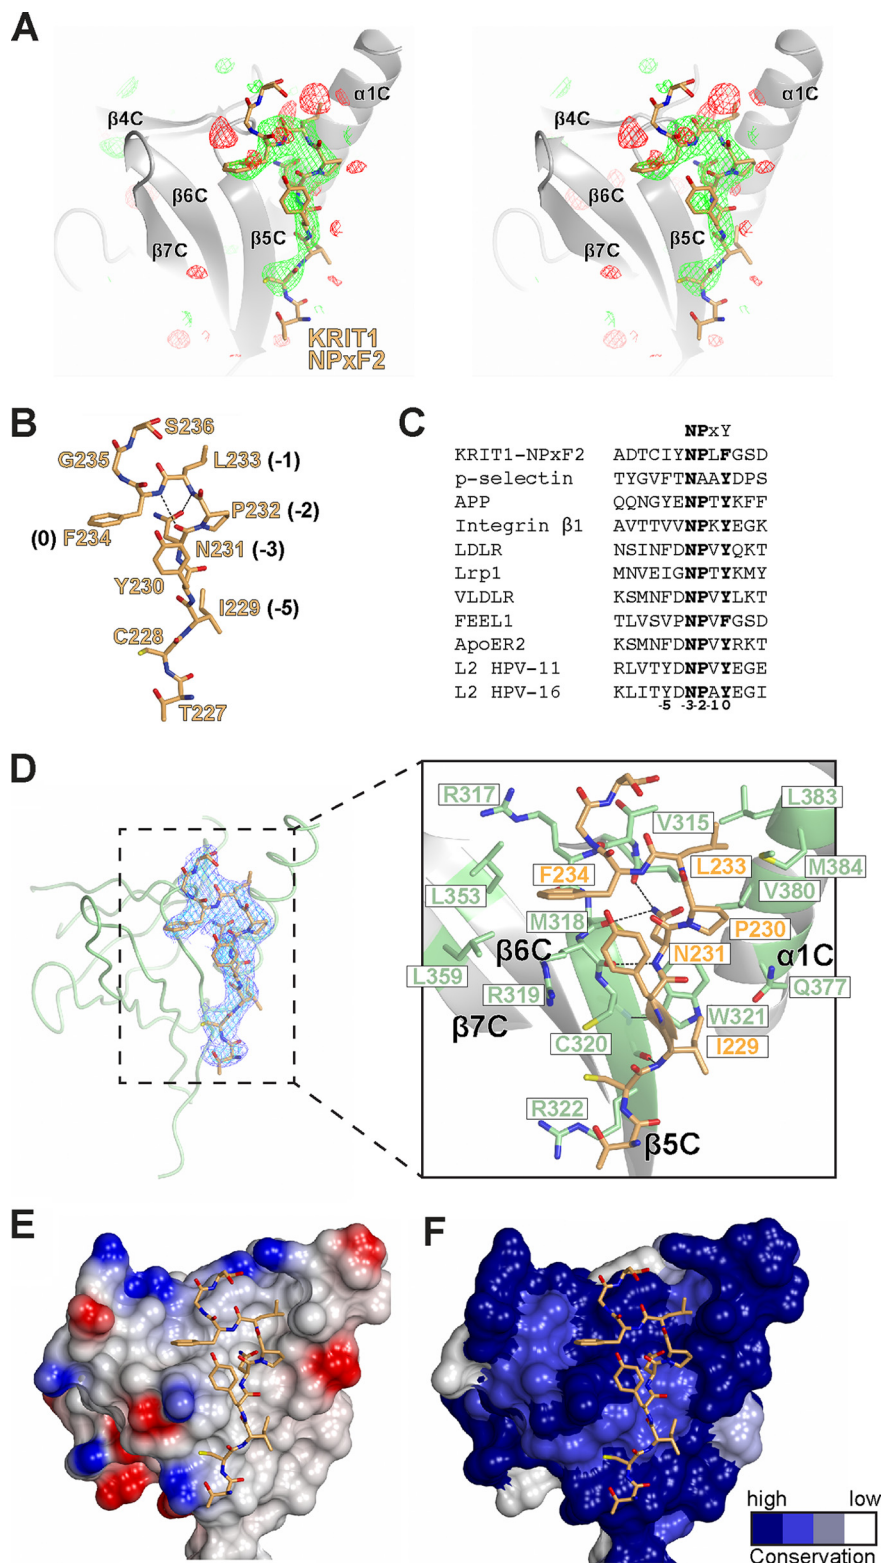 A
β4C
α1C
β6C
β5C
β7C
KRIT1
NPxF2
β4C
α1C
β6C
β5C
β7C
B
S236
G235
L233 (-1)
P232 (-2)
(0) F234
N231 (-3)
Y230
I229 (-5)
C228
T227
C
NPxY
KRIT1-NPxF2 ADTCIYNPLFGSD
p-selectin TYGVFTNAAYDPS
APP QQNGYENPTYKFF
Integrin β1 AVTTVVNPKYEGK
LDLR NSINFDNPVYQKT
Lrp1 MNVEIGNPTYKMY
VLDLR KSMNFDNPVYLKT
FEEL1 TLVSVPNPVFGSD
ApoER2 KSMNFDNPVYRKT
L2 HPV-11 RLVTYDNPVYEGE
L2 HPV-16 KLITYDNPAYEGI
-5 -3-2-1 0
D
R317
L383
V315
L233
F234
M384
L353
V380
M318
P230
β6C
N231
α1C
L359
R319
Q377
β7C
W321
C320
I229
R322
β5C
E
F
high low
Conservation